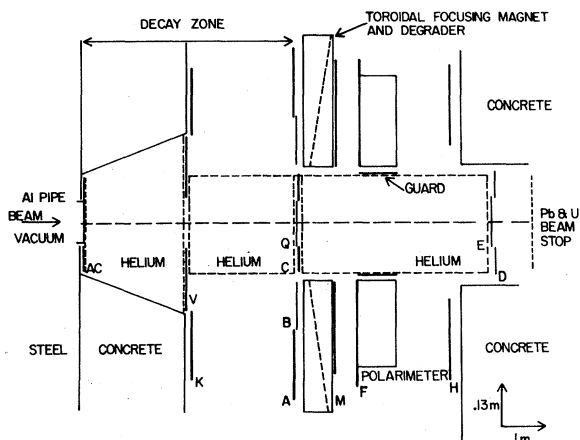 DECAY ZONE
TOROIDAL FOCUSING MAGNET
AND DEGRADER
CONCRETE
GUARD
Al PIPE
BEAM
VACUUM
AC
HELIUM
HELIUM
Q
C
HELIUM
E
D
Pb & U
BEAM
STOP
V
B
STEEL
CONCRETE
K
A
M
F
POLARIMETER
H
CONCRETE
.13m
1m